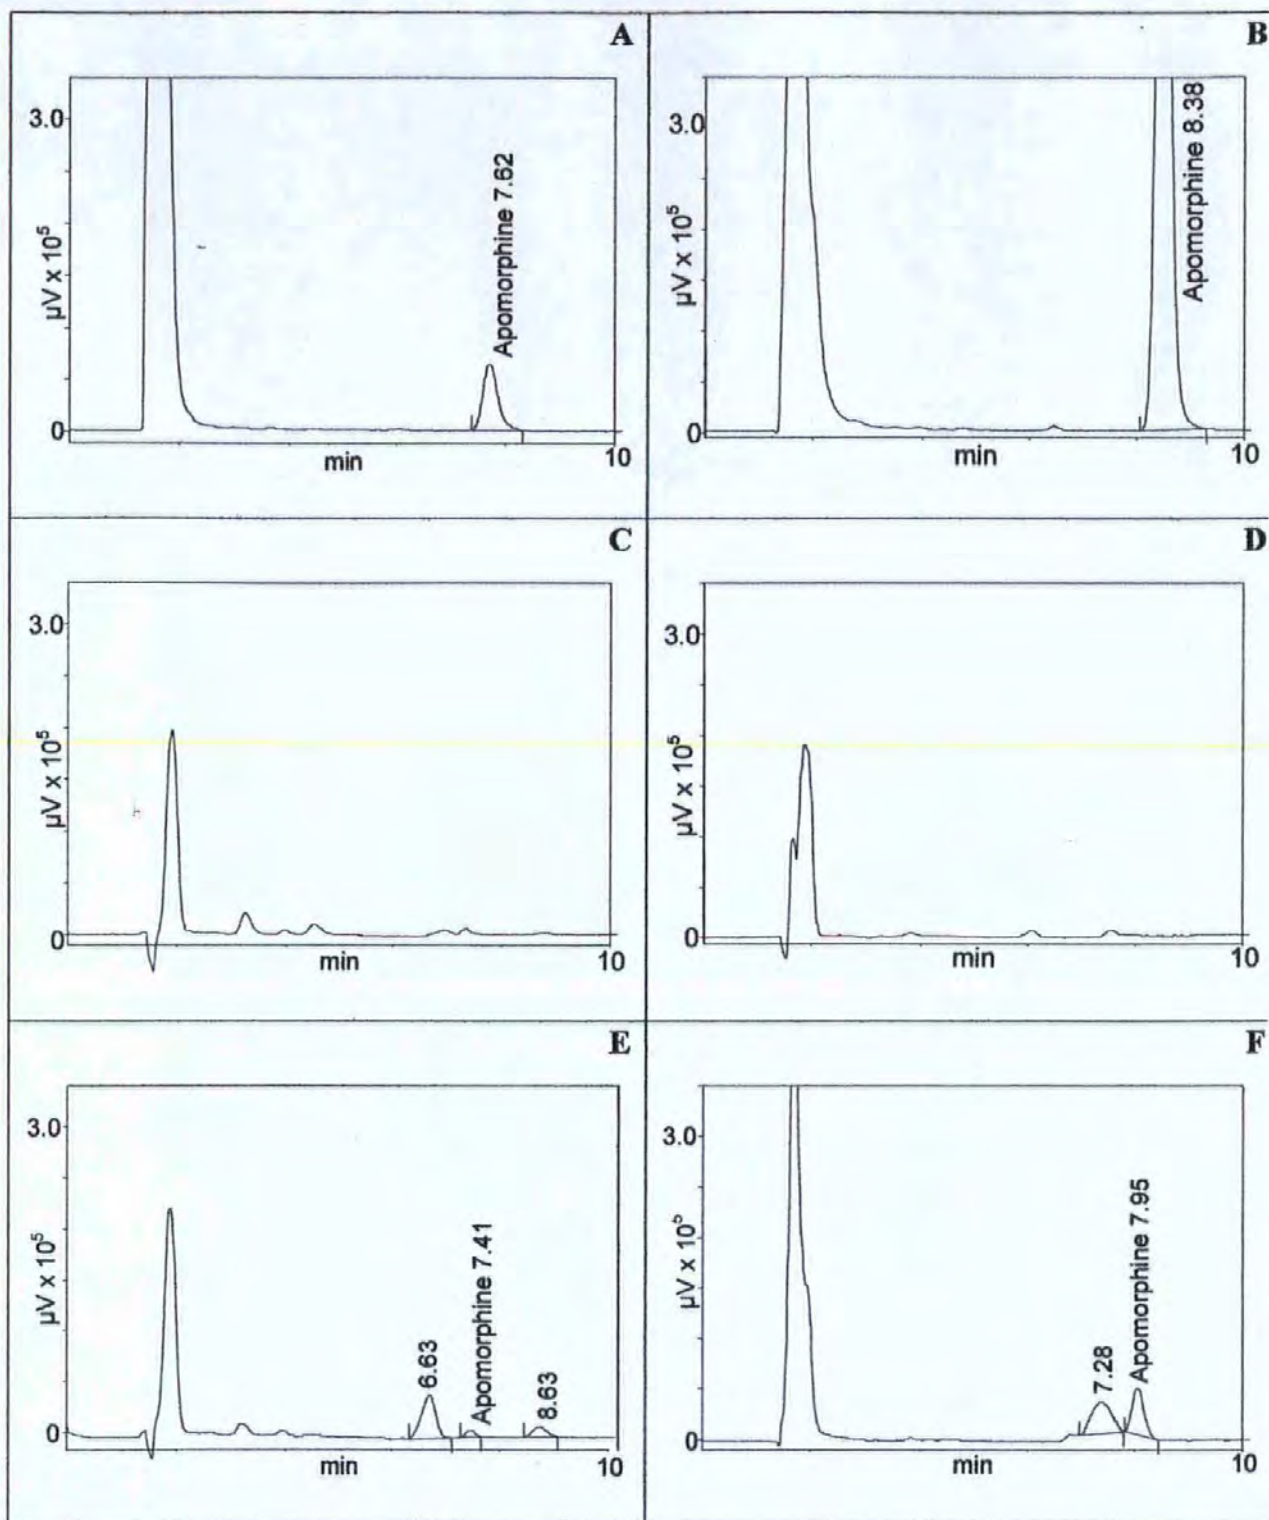 A
3.0
µV x 10⁵
0
Apomorphine 7.62
min
10
B
3.0
µV x 10⁵
0
Apomorphine 8.38
min
10
C
3.0
µV x 10⁵
0
min
10
D
3.0
µV x 10⁵
0
min
10
E
3.0
µV x 10⁵
0
6.63
Apomorphine 7.41
8.63
min
10
F
3.0
µV x 10⁵
0
7.28
Apomorphine 7.95
min
10